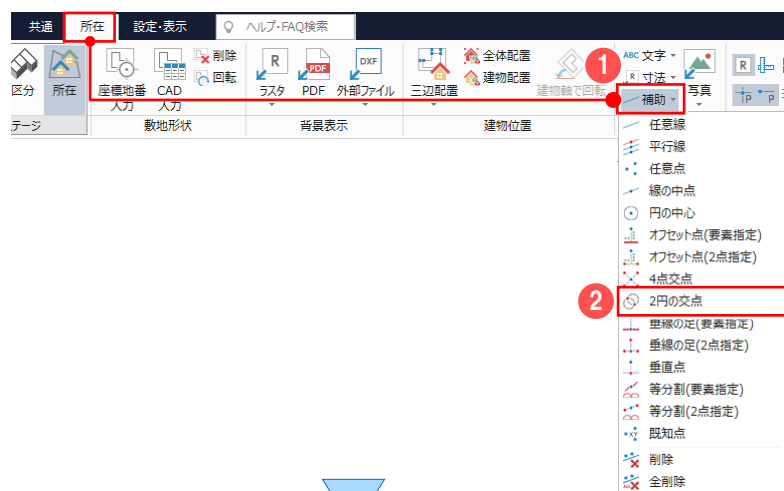 共通 所在 設定・表示 ヘルプ・FAQ検索
区分 所在 座標地番入力 CAD入力 削除 回転 ラスタ PDF 外部ファイル 三辺配置 全体配置 建物配置 建物軸で回転 ABC 文字 R 寸法 補助 写真
R PDF DXF R IP P
テージ 敷地形状 背景表示 建物位置
1
任意線
平行線
任意点
線の中点
円の中心
オフセット点(要素指定)
オフセット点(2点指定)
4点交点
2 2円の交点
垂線の足(要素指定)
垂線の足(2点指定)
垂直点
等分割(要素指定)
等分割(2点指定)
XY 既知点
削除
ALL 全削除